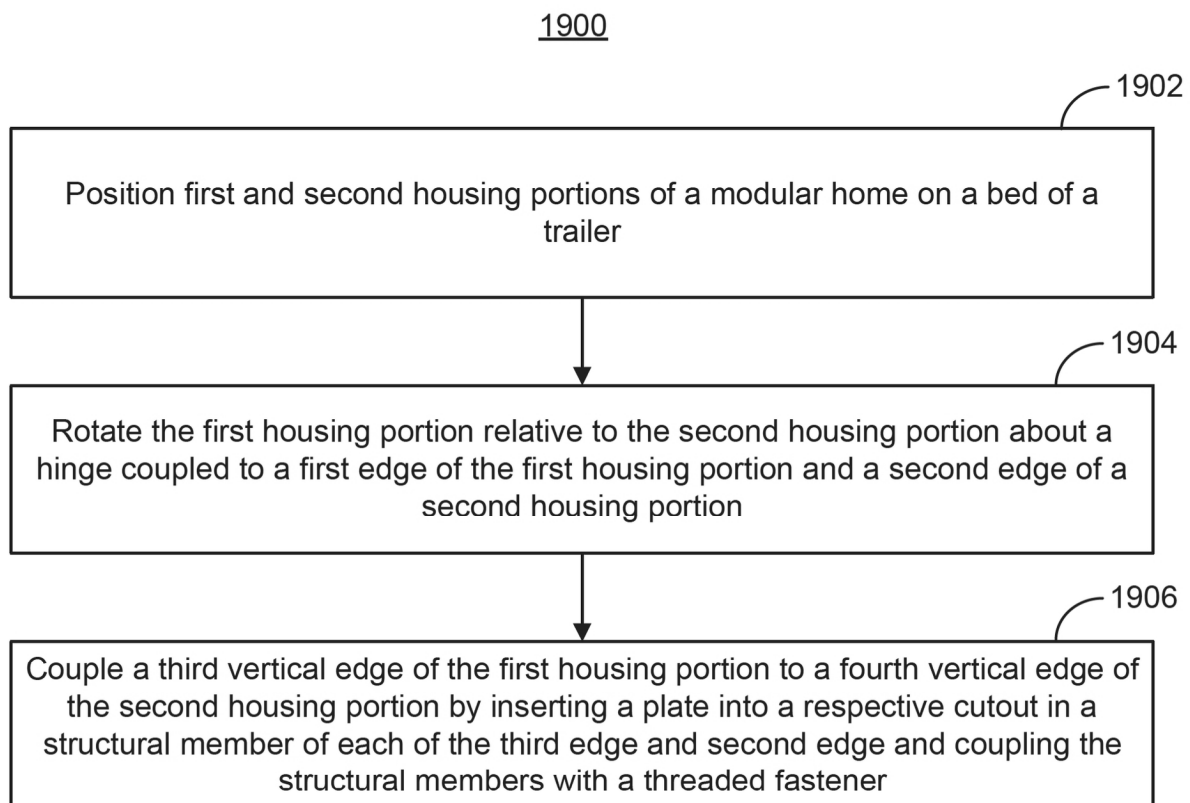 1900
1902
Position first and second housing portions of a modular home on a bed of a
trailer
1904
Rotate the first housing portion relative to the second housing portion about a
hinge coupled to a first edge of the first housing portion and a second edge of a
second housing portion
1906
Couple a third vertical edge of the first housing portion to a fourth vertical edge of
the second housing portion by inserting a plate into a respective cutout in a
structural member of each of the third edge and second edge and coupling the
structural members with a threaded fastener